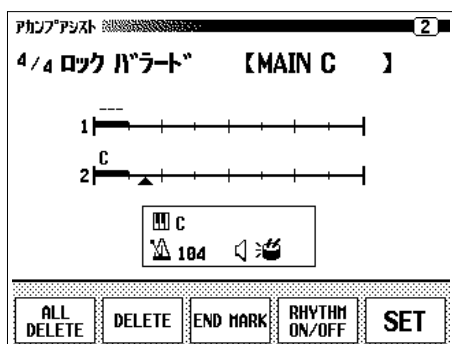 アカンプ゜アシスト 2
4/4 ロック バ゛ラート゛ 【MAIN C 】
---
1
C
2
C
104
ALL DELETE
DELETE
END MARK
RHYTHM ON/OFF
SET